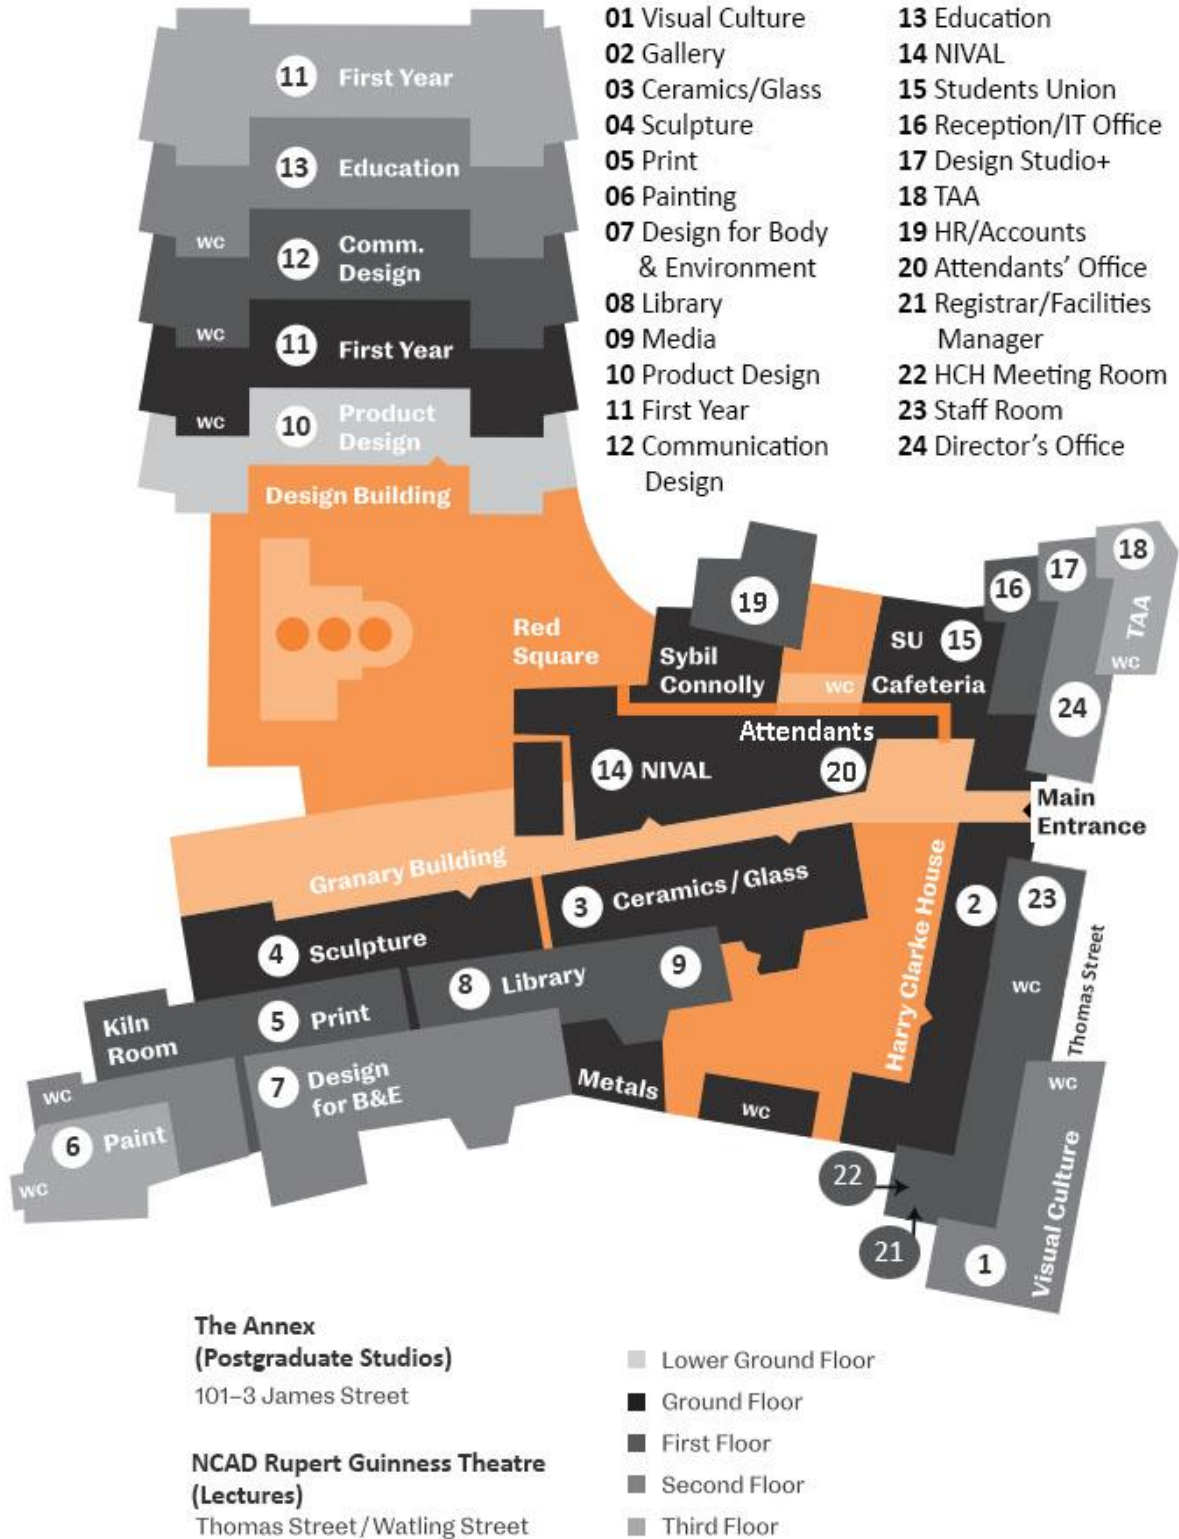 01 Visual Culture
02 Gallery
03 Ceramics/Glass
04 Sculpture
05 Print
06 Painting
07 Design for Body
& Environment
08 Library
09 Media
10 Product Design
11 First Year
12 Communication
Design
13 Education
14 NIVAL
15 Students Union
16 Reception/IT Office
17 Design Studio+
18 TAA
19 HR/Accounts
20 Attendants' Office
21 Registrar/Facilities
Manager
22 HCH Meeting Room
23 Staff Room
24 Director's Office
11 First Year
13 Education
WC
12 Comm.
Design
WC
11 First Year
WC
10 Product
Design
Design Building
Red
Square
19
Sybil
Connolly
WC
SU 15
Cafeteria
16
17
18
TAA
WC
24
Attendants
14 NIVAL
20
Main
Entrance
Granary Building
3 Ceramics / Glass
4 Sculpture
8 Library
9
5 Print
Kiln
Room
7 Design
for B&E
WC
6 Paint
WC
Metals
WC
Harry Clarke House
2
23
WC
Thomas Street
WC
Visual Culture
1
22
21
The Annex
(Postgraduate Studios)
101–3 James Street
NCAD Rupert Guinness Theatre
(Lectures)
Thomas Street / Watling Street
Lower Ground Floor
Ground Floor
First Floor
Second Floor
Third Floor